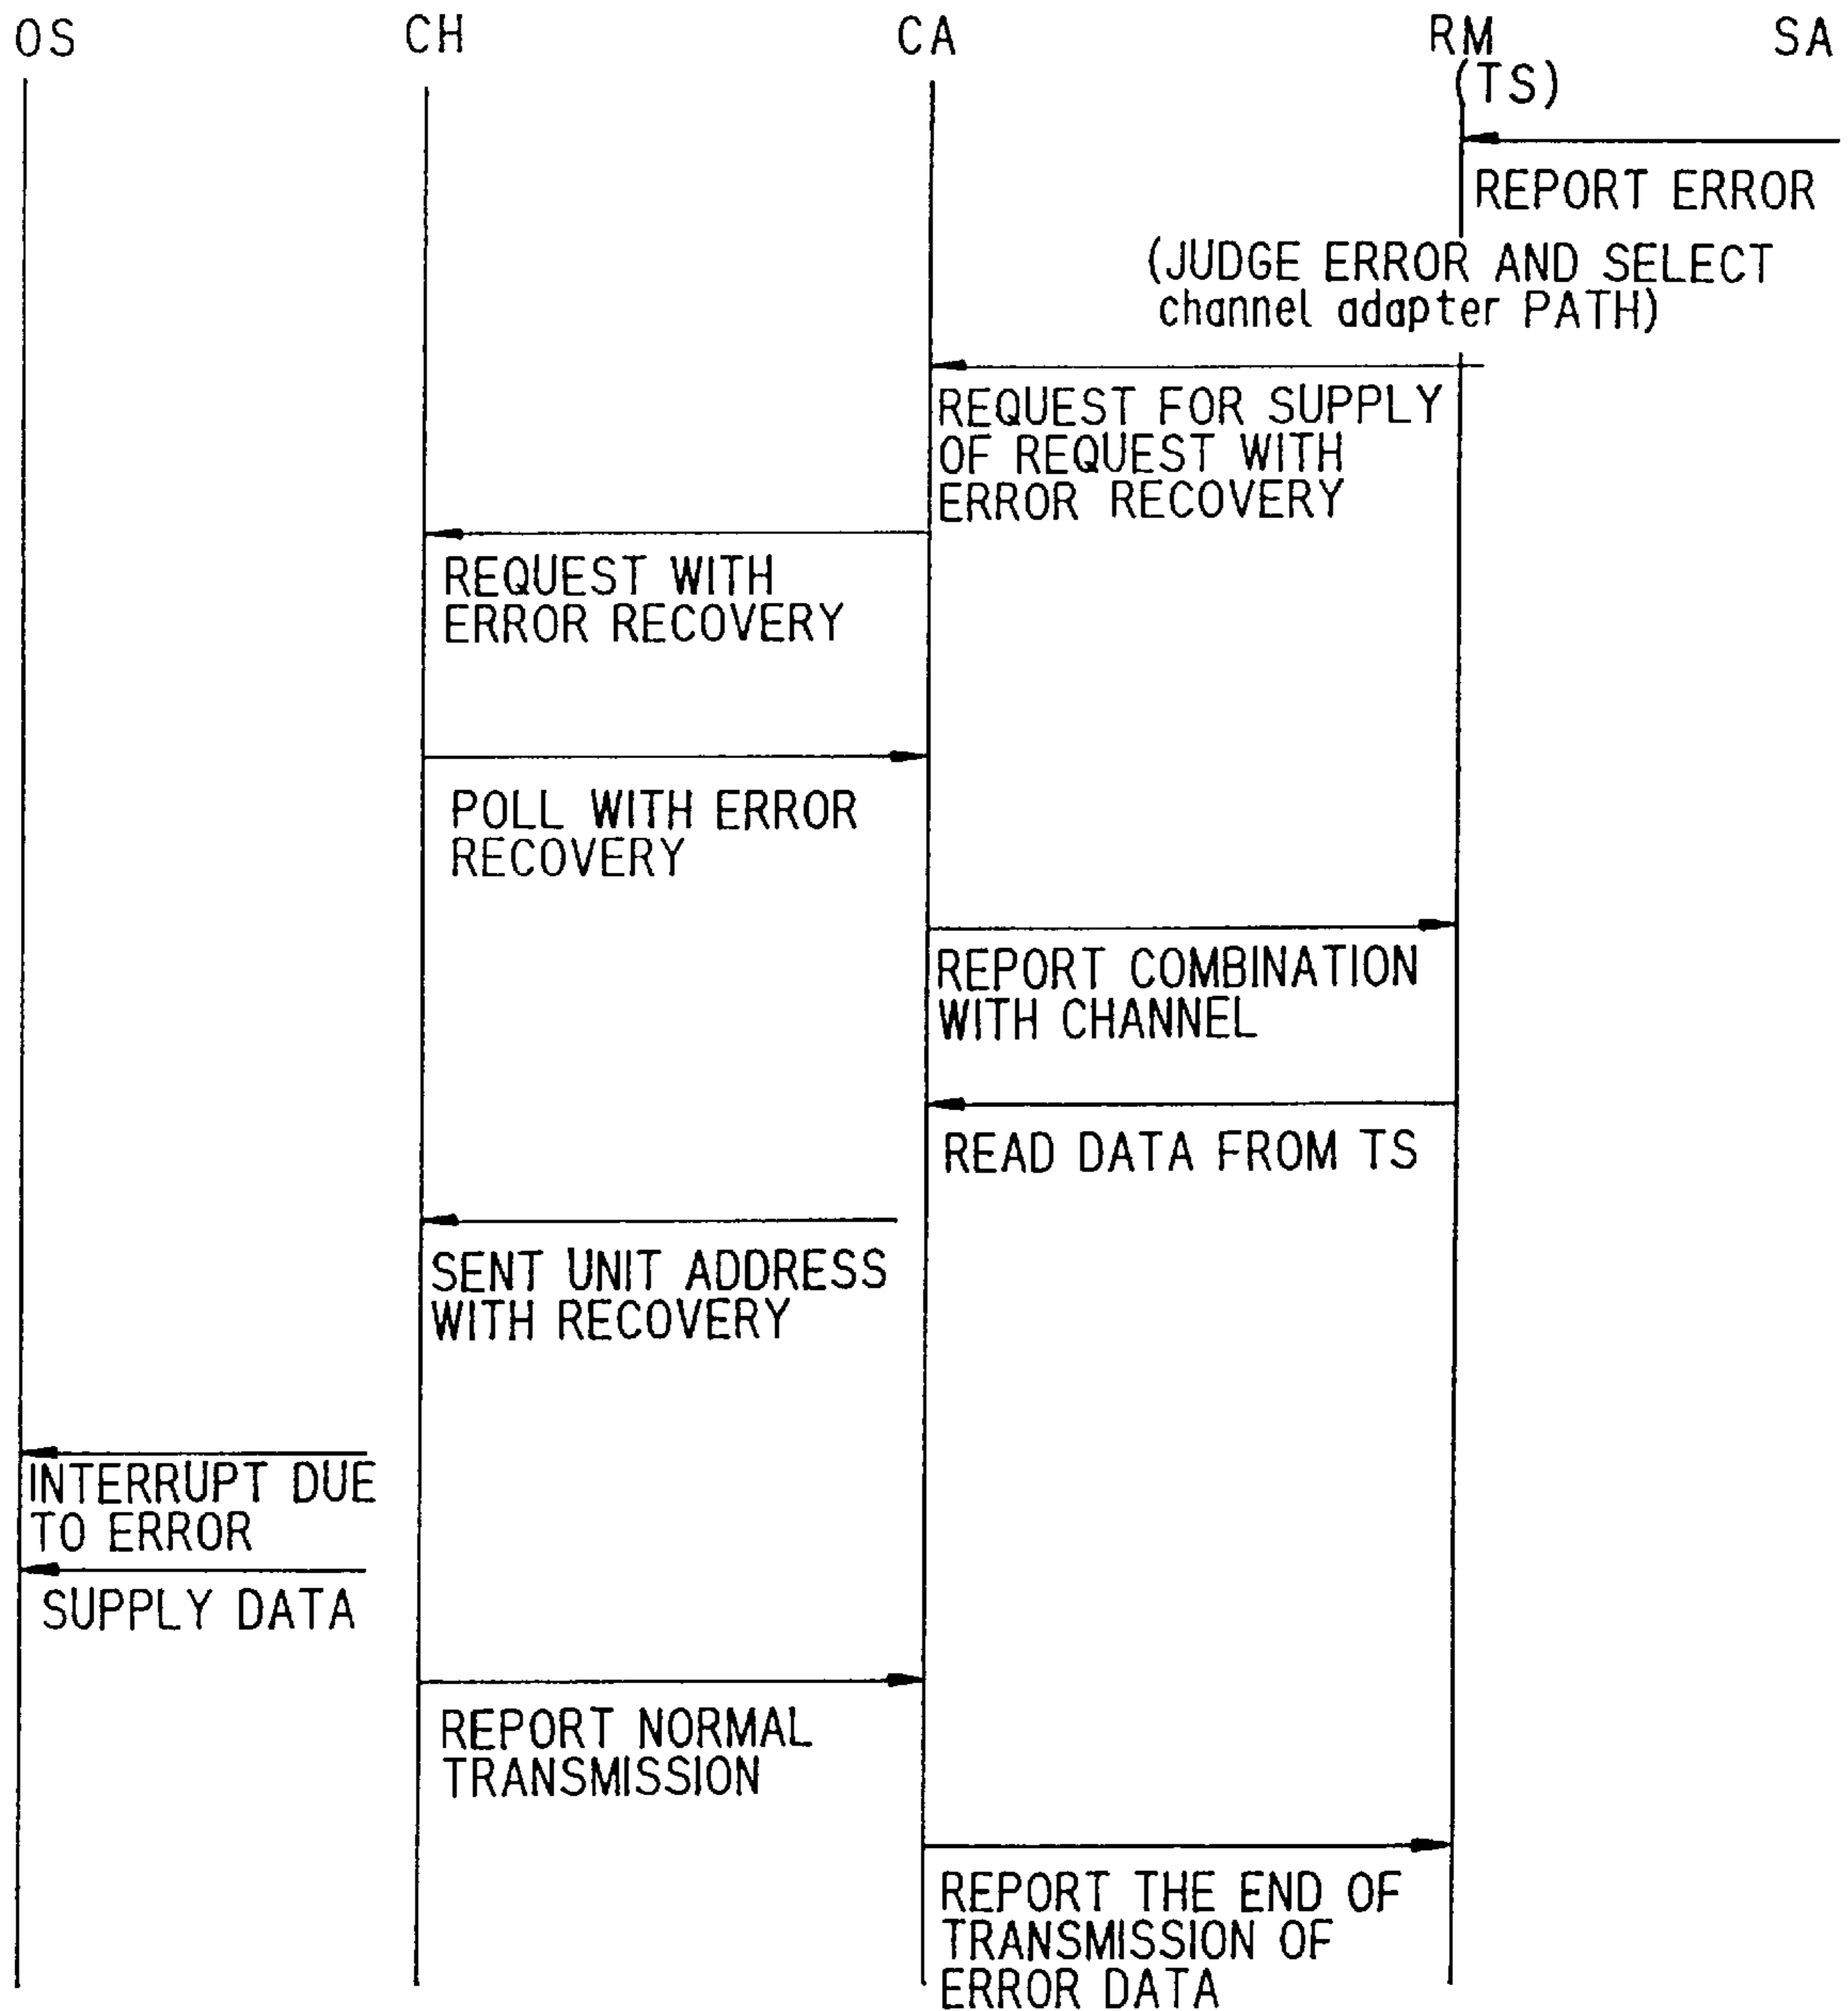 OS
CH
CA
RM
(TS)
SA
REPORT ERROR
(JUDGE ERROR AND SELECT
channel adapter PATH)
REQUEST FOR SUPPLY
OF REQUEST WITH
ERROR RECOVERY
REQUEST WITH
ERROR RECOVERY
POLL WITH ERROR
RECOVERY
REPORT COMBINATION
WITH CHANNEL
READ DATA FROM TS
SENT UNIT ADDRESS
WITH RECOVERY
INTERRUPT DUE
TO ERROR
SUPPLY DATA
REPORT NORMAL
TRANSMISSION
REPORT THE END OF
TRANSMISSION OF
ERROR DATA